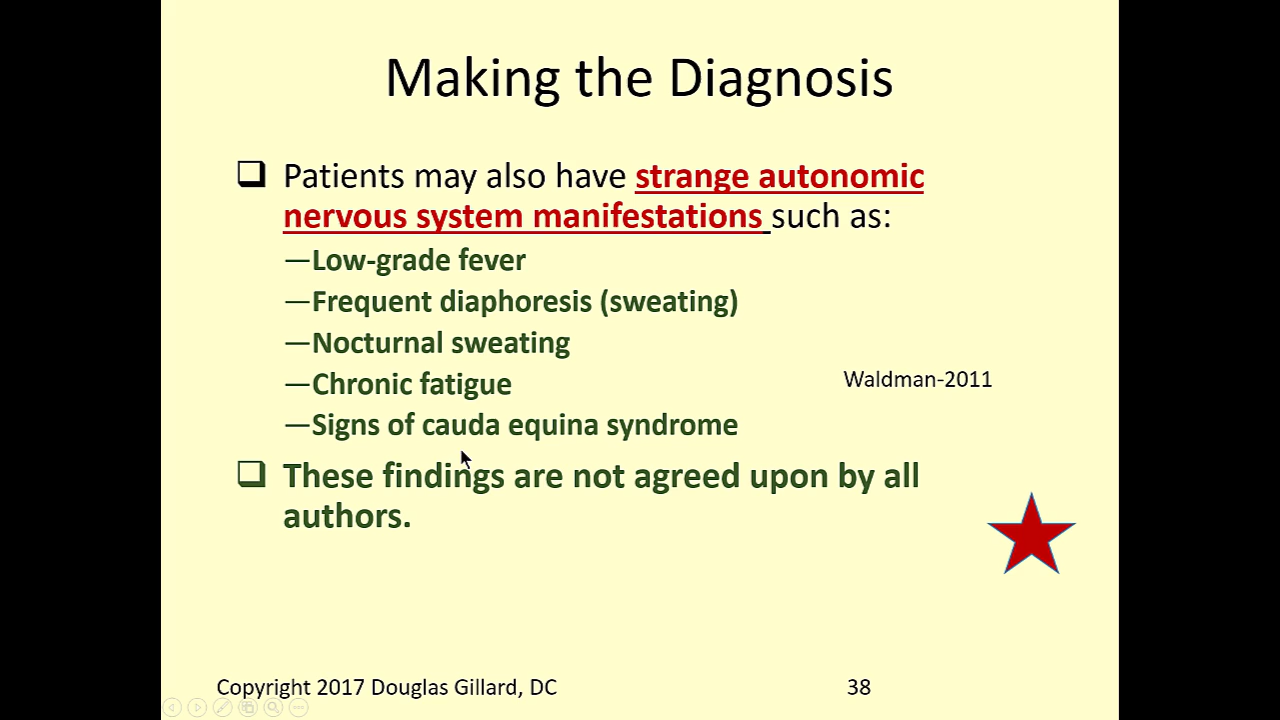 Making the Diagnosis
Patients may also have strange autonomic
nervous system manifestations such as:
—Low-grade fever
—Frequent diaphoresis (sweating)
—Nocturnal sweating
—Chronic fatigue
Waldman-2011
—Signs of cauda equina syndrome
These findings are not agreed upon by all
authors.
Copyright 2017 Douglas Gillard, DC
38